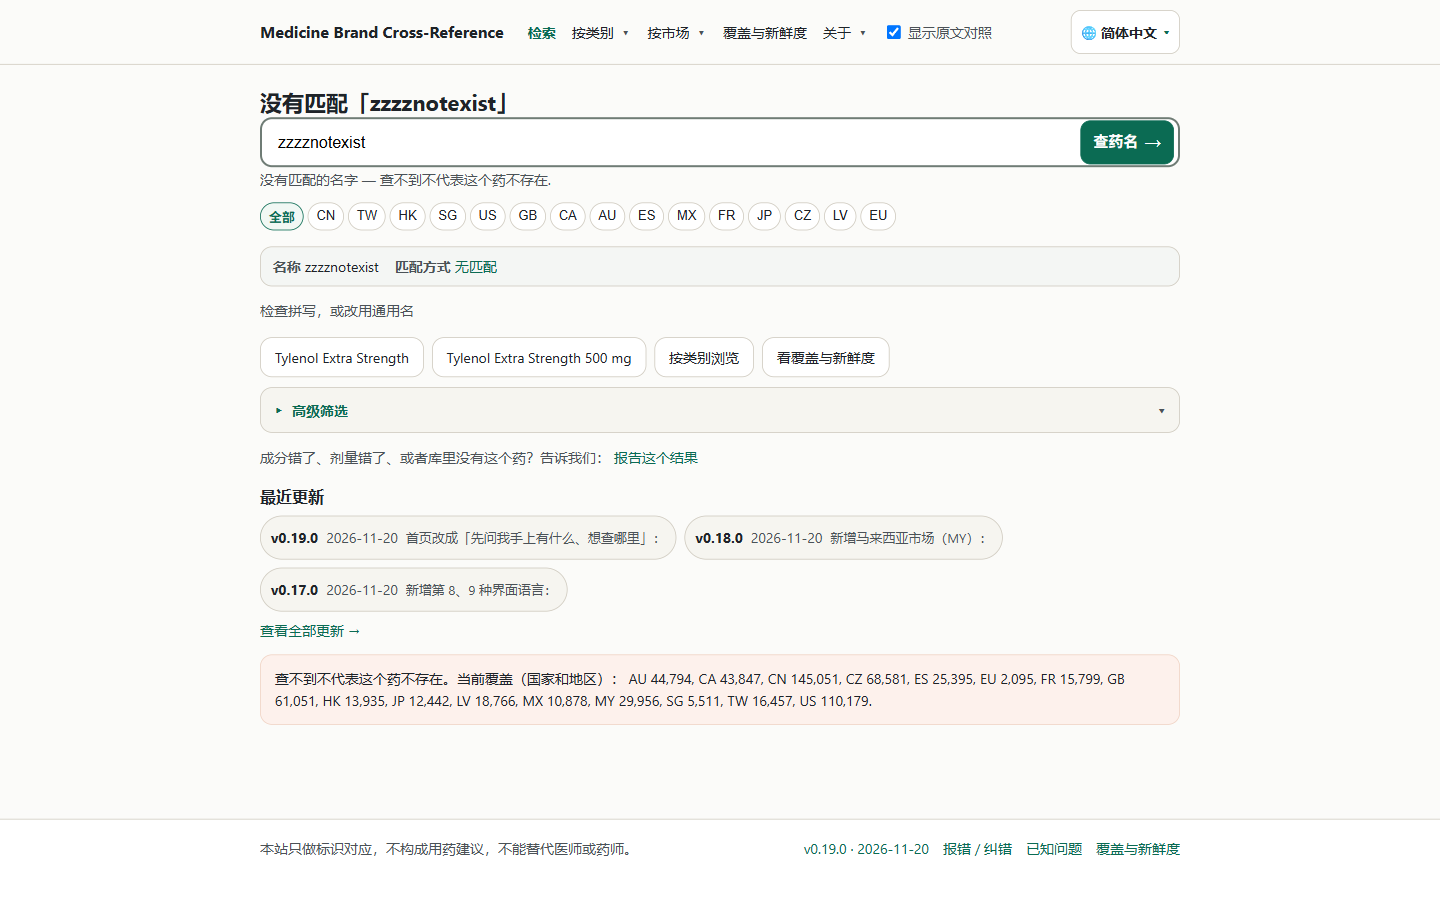 Medicine Brand Cross-Reference 检索 按类别 ▾ 按市场 ▾ 覆盖与新鲜度 关于 ▾ 显示原文对照 简体中文 ▾
没有匹配「zzzznotexist」
zzzznotexist 查药名 →
没有匹配的名字 — 查不到不代表这个药不存在.
全部 CN TW HK SG US GB CA AU ES MX FR JP CZ LV EU
名称 zzzznotexist 匹配方式 无匹配
检查拼写，或改用通用名
Tylenol Extra Strength Tylenol Extra Strength 500 mg 按类别浏览 看覆盖与新鲜度
▸ 高级筛选 ▾
成分错了、剂量错了、或者库里没有这个药？告诉我们： 报告这个结果
最近更新
v0.19.0 2026-11-20 首页改成「先问我手上有什么、想查哪里」： v0.18.0 2026-11-20 新增马来西亚市场（MY）：
v0.17.0 2026-11-20 新增第 8、9 种界面语言：
查看全部更新 →
查不到不代表这个药不存在。当前覆盖（国家和地区）： AU 44,794, CA 43,847, CN 145,051, CZ 68,581, ES 25,395, EU 2,095, FR 15,799, GB
61,051, HK 13,935, JP 12,442, LV 18,766, MX 10,878, MY 29,956, SG 5,511, TW 16,457, US 110,179.
本站只做标识对应，不构成用药建议，不能替代医师或药师。 v0.19.0 · 2026-11-20 报错 / 纠错 已知问题 覆盖与新鲜度